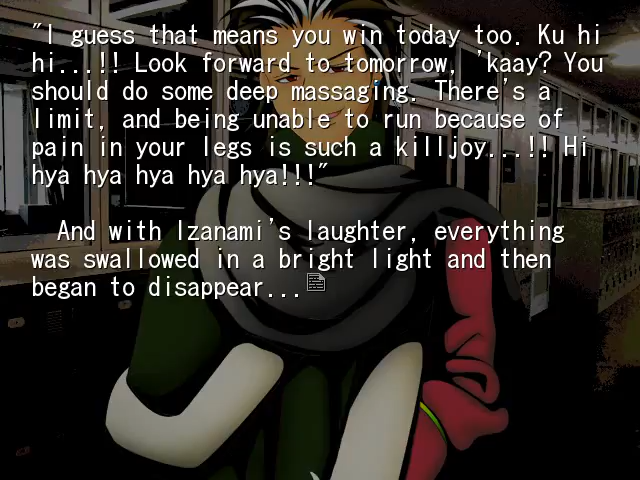 "I guess that means you win today too. Ku hi
hi...!! Look forward to tomorrow, 'kaay? You
should do some deep massaging. There's a
limit, and being unable to run because of
pain in your legs is such a killjoy...!! Hi
hya hya hya hya hya!!!"
And with Izanami's laughter, everything
was swallowed in a bright light and then
began to disappear...